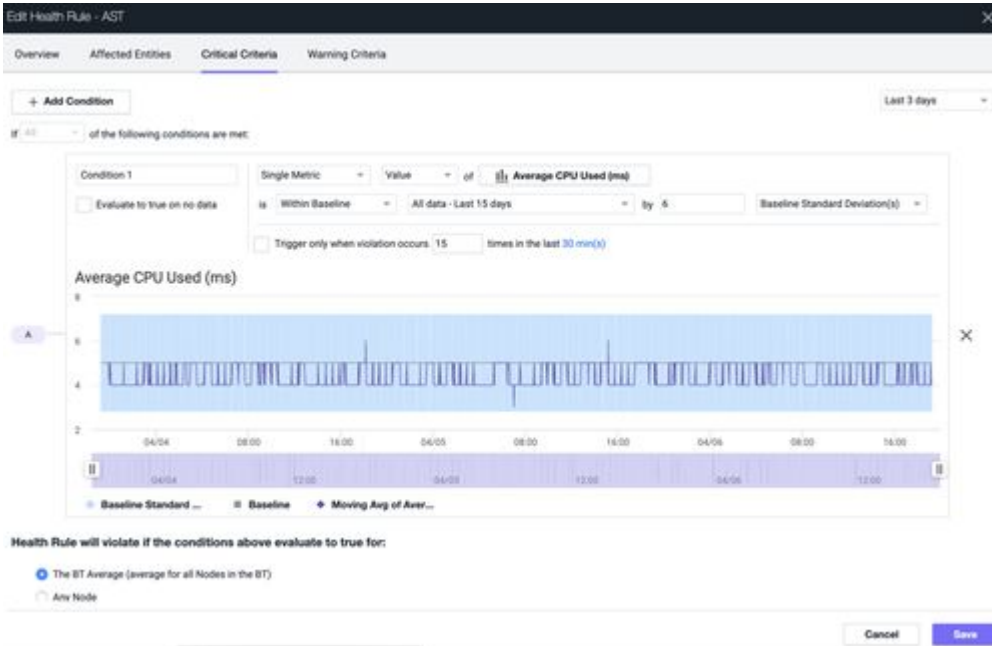 Edit Health Rule - AST
Overview Affected Entities Critical Criteria Warning Criteria
+ Add Condition Last 3 days
If All of the following conditions are met:
Condition 1 Single Metric Value of Average CPU Used (ms)
Evaluate to true on no data is Within Baseline All data - Last 15 days by 6 Baseline Standard Deviation(s)
Trigger only when violation occurs 15 times in the last 30 min(s)
Average CPU Used (ms)
8
A
6
4
2
04/04 08:00 16:00 04/05 08:00 16:00 04/06 08:00 16:00
04/04 12:00 04/05 12:00 04/06 12:00
Baseline Standard ... Baseline Moving Avg of Aver...
Health Rule will violate if the conditions above evaluate to true for:
The BT Average (average for all Nodes in the BT)
Any Node
Cancel Save